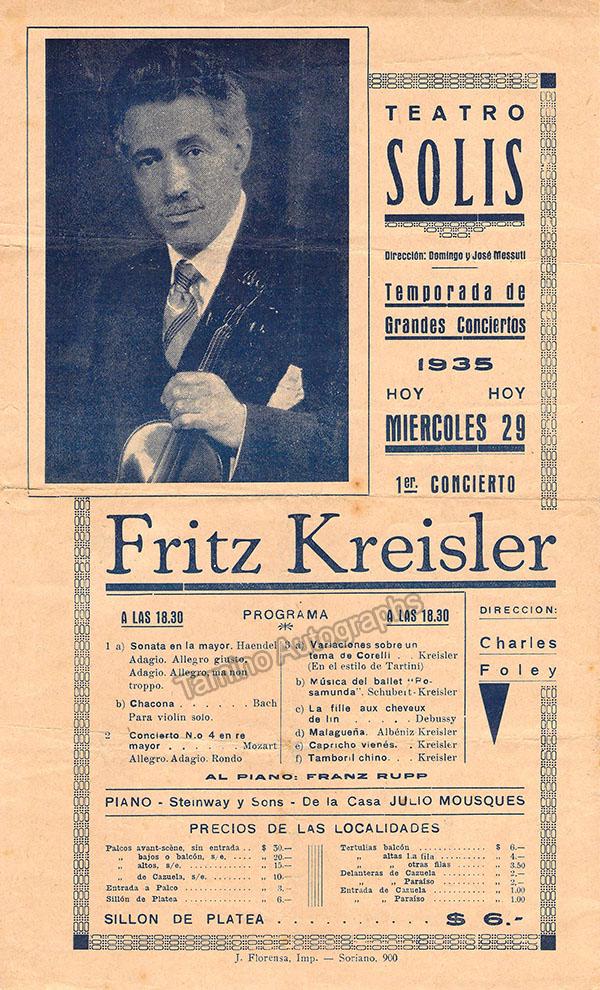 TEATRO
SOLIS
Dirección: Domingo y José Messuti
Temporada de
Grandes Conciertos
1935
HOY HOY
MIERCOLES 29
1er. CONCIERTO
Fritz Kreisler
A LAS 18.30 PROGRAMA A LAS 18.30
1 a) Sonata en la mayor. Haendel
Adagio. Allegro giusto.
Adagio. Allegro, ma non
troppo.
b) Chacona . . . . . . Bach
Para violin solo.
2 Concierto N.o 4 en re
mayor . . . . . . Mozart
Allegro. Adagio. Rondo
3 a) Variaciones sobre un
tema de Corelli . . Kreisler
(En el estilo de Tartini)
b) Música del ballet "Ro-
samunda". Schubert-Kreisler
c) La fille aux cheveux
de lin . . . . . Debussy
d) Malagueña. Albéniz Kreisler
e) Capricho vienés. . Kreisler
f) Tamboril chino. . . Kreisler
AL PIANO: FRANZ RUPP
DIRECCION:
Charles
Foley
PIANO - Steinway y Sons - De la Casa JULIO MOUSQUES
PRECIOS DE LAS LOCALIDADES
Palcos avant-scène, sin entrada . . $ 30.—
„ bajos o balcón, s/e. . . . . „ 20.—
„ altos, s/e. . . . . . . . . . „ 15.—
„ de Cazuela, s/e. . . . . . . „ 10.—
Entrada a Palco . . . . . . . . . „ 3.—
Sillón de Platea . . . . . . . . . „ 6.—
Tertulias balcón . . . . . . . . . $ 6.—
„ altas 1.a fila . . . . . . . „ 4.—
„ „ otras filas . . . . „ 3.50
Delanteras de Cazuela . . . . . . „ 2.—
„ „ Paraíso . . . . . . „ 2.—
Entrada de Cazuela . . . . . . . . „ 1.00
„ „ Paraíso . . . . . . . . „ 1.00
SILLON DE PLATEA . . . . . . . . . . $ 6.-
J. Florensa, Imp. — Soriano, 900
Tamino Autographs